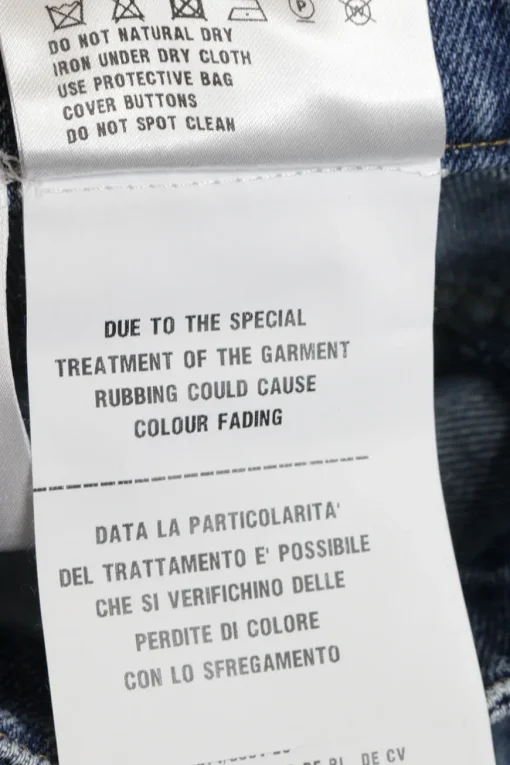 P
W
DO NOT NATURAL DRY
IRON UNDER DRY CLOTH
USE PROTECTIVE BAG
COVER BUTTONS
DO NOT SPOT CLEAN
DUE TO THE SPECIAL
TREATMENT OF THE GARMENT
RUBBING COULD CAUSE
COLOUR FADING
DATA LA PARTICOLARITA'
DEL TRATTAMENTO E' POSSIBILE
CHE SI VERIFICHINO DELLE
PERDITE DI COLORE
CON LO SFREGAMENTO
DE CV